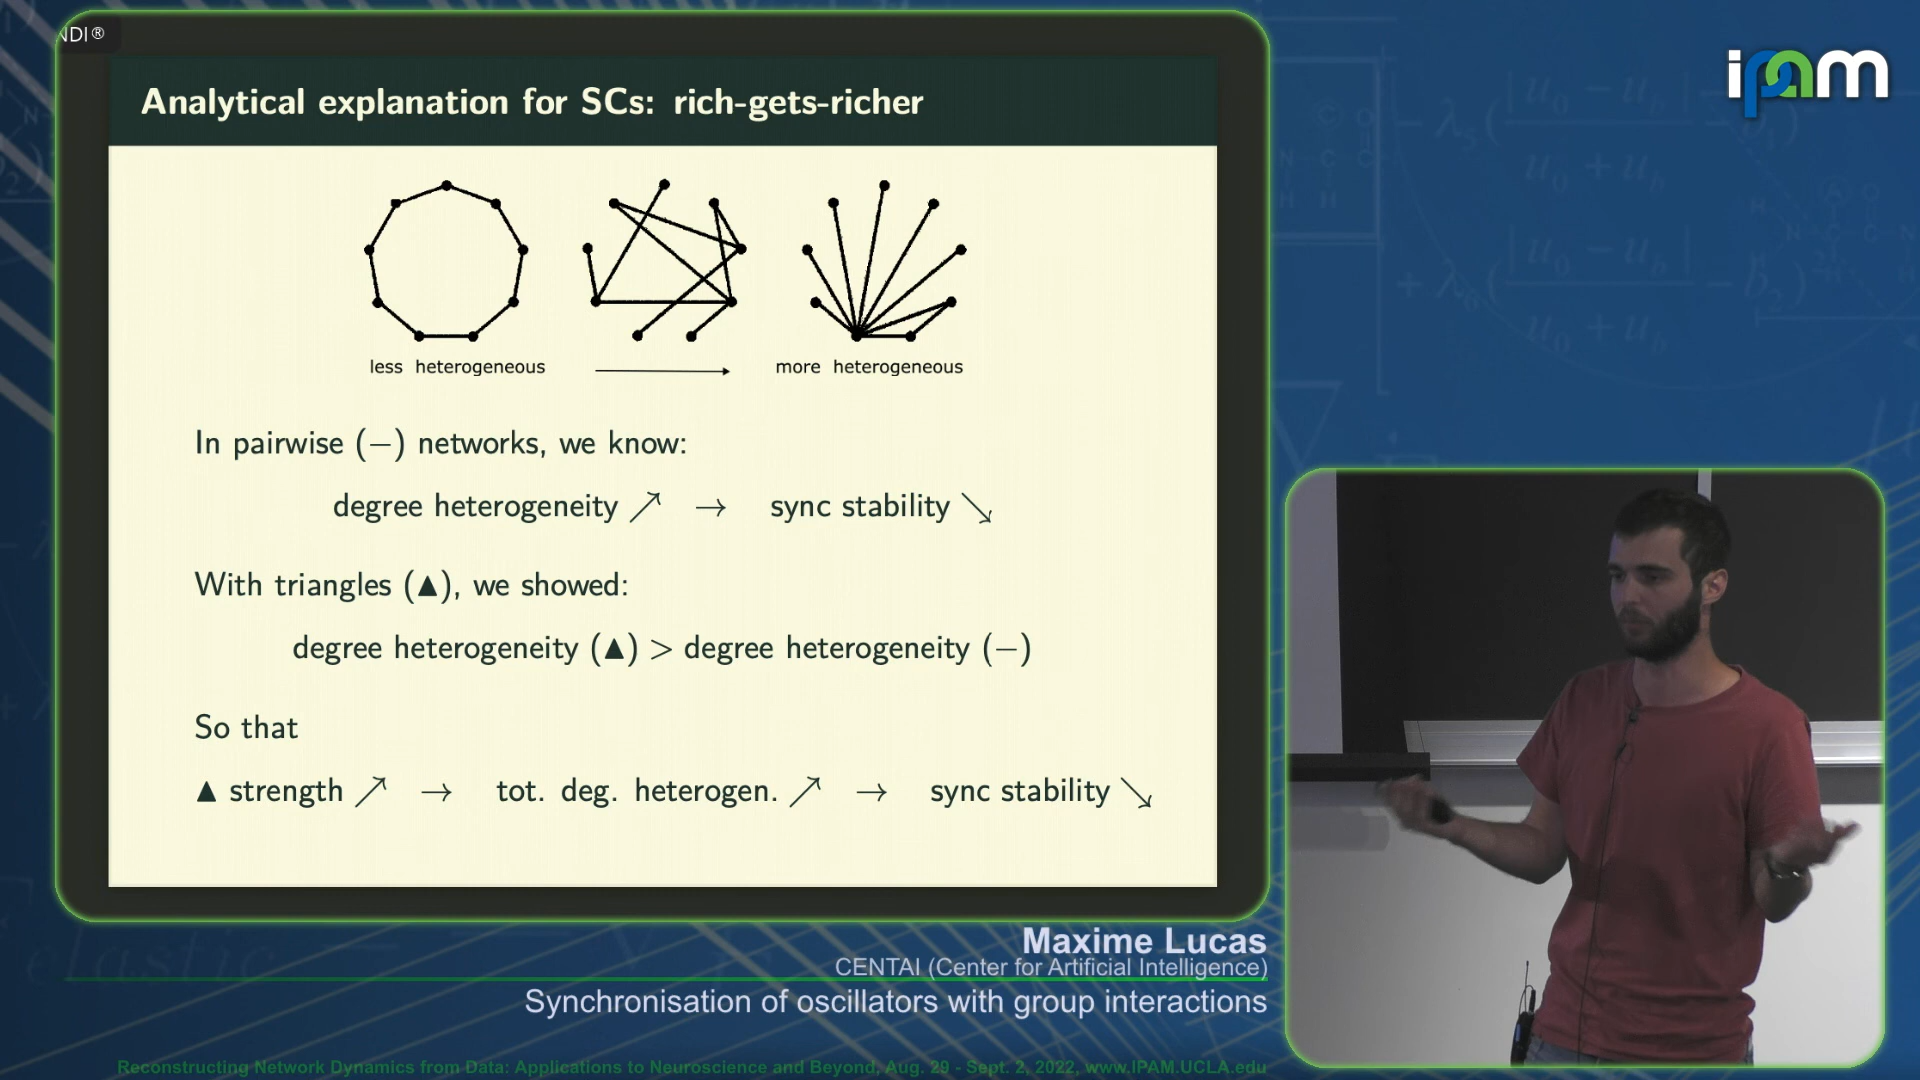 NDI®
ipam
Analytical explanation for SCs: rich-gets-richer
less heterogeneous
more heterogeneous
In pairwise (−) networks, we know:
degree heterogeneity ↗ → sync stability ↘
With triangles (▲), we showed:
degree heterogeneity (▲) > degree heterogeneity (−)
So that
▲ strength ↗ → tot. deg. heterogen. ↗ → sync stability ↘
Maxime Lucas
CENTAI (Center for Artificial Intelligence)
Synchronisation of oscillators with group interactions
Reconstructing Network Dynamics from Data: Applications to Neuroscience and Beyond, Aug. 29 - Sept. 2, 2022, www.IPAM.UCLA.edu
elastic